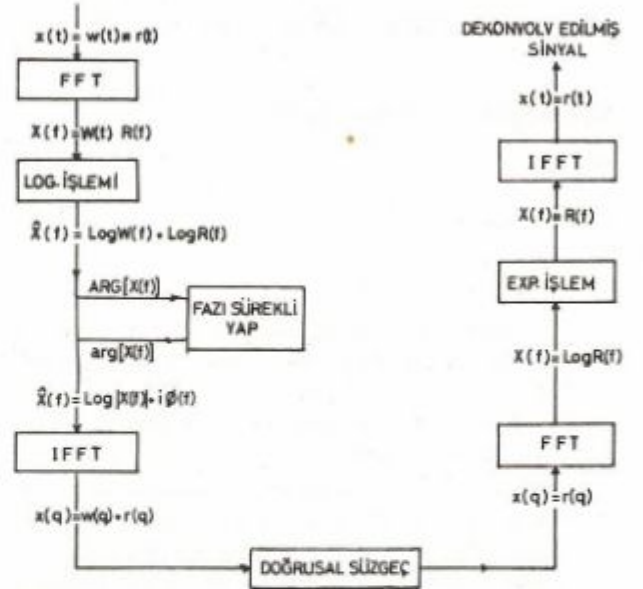 x(t) = w(t) * r(t)
FFT
X(f) = W(t) R(f)
LOG. İŞLEMİ
X̂(f) = LogW(f) + LogR(f)
ARG[X(f)]
FAZI SÜREKLİ
YAP
arg[X(f)]
X̂(f) = Log|X(f)| + i Ø(f)
IFFT
x(q) = w(q) + r(q)
DOĞRUSAL SÜZGEÇ
x(q) = r(q)
FFT
X(f) = LogR(f)
EXP. İŞLEM
X(f) = R(f)
IFFT
x(t) = r(t)
DEKONVOLV EDİLMİŞ
SİNYAL